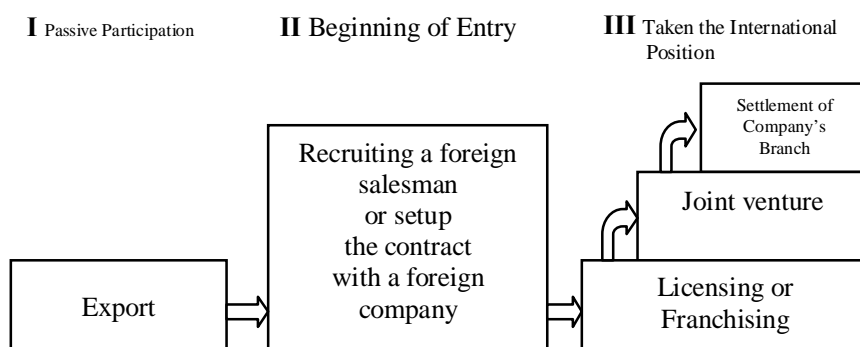 I Passive Participation
II Beginning of Entry
III Taken the International
Position
Settlement of
Company's
Branch
Recruiting a foreign
salesman
or setup
the contract
with a foreign
company
Joint venture
Export
Licensing or
Franchising